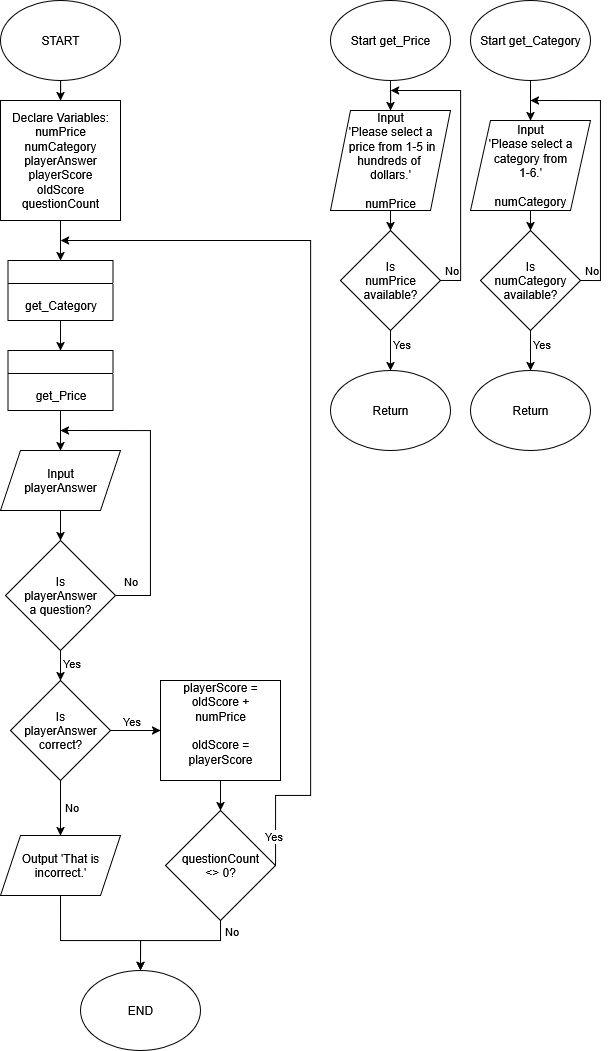 START
Declare Variables:
numPrice
numCategory
playerAnswer
playerScore
oldScore
questionCount
get_Category
get_Price
Input
playerAnswer
Is
playerAnswer
a question?
No
Yes
Is
playerAnswer
correct?
Yes
No
playerScore =
oldScore +
numPrice
oldScore =
playerScore
questionCount
<> 0?
Yes
No
Output 'That is
incorrect.'
END
Start get_Price
Input
'Please select a
price from 1-5 in
hundreds of
dollars.'
numPrice
Is
numPrice
available?
No
Yes
Return
Start get_Category
Input
'Please select a
category from
1-6.'
numCategory
Is
numCategory
available?
No
Yes
Return